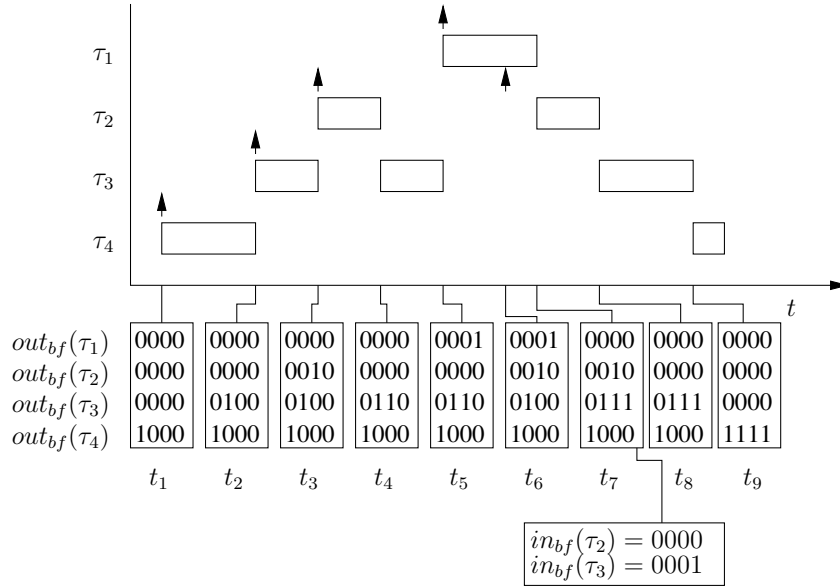 τ1
τ2
τ3
τ4
t
out_bf(τ1) 0000 0000 0000 0000 0001 0001 0000 0000 0000
out_bf(τ2) 0000 0000 0010 0000 0000 0010 0010 0000 0000
out_bf(τ3) 0000 0100 0100 0110 0110 0100 0111 0111 0000
out_bf(τ4) 1000 1000 1000 1000 1000 1000 1000 1000 1111
t1 t2 t3 t4 t5 t6 t7 t8 t9
in_bf(τ2) = 0000
in_bf(τ3) = 0001